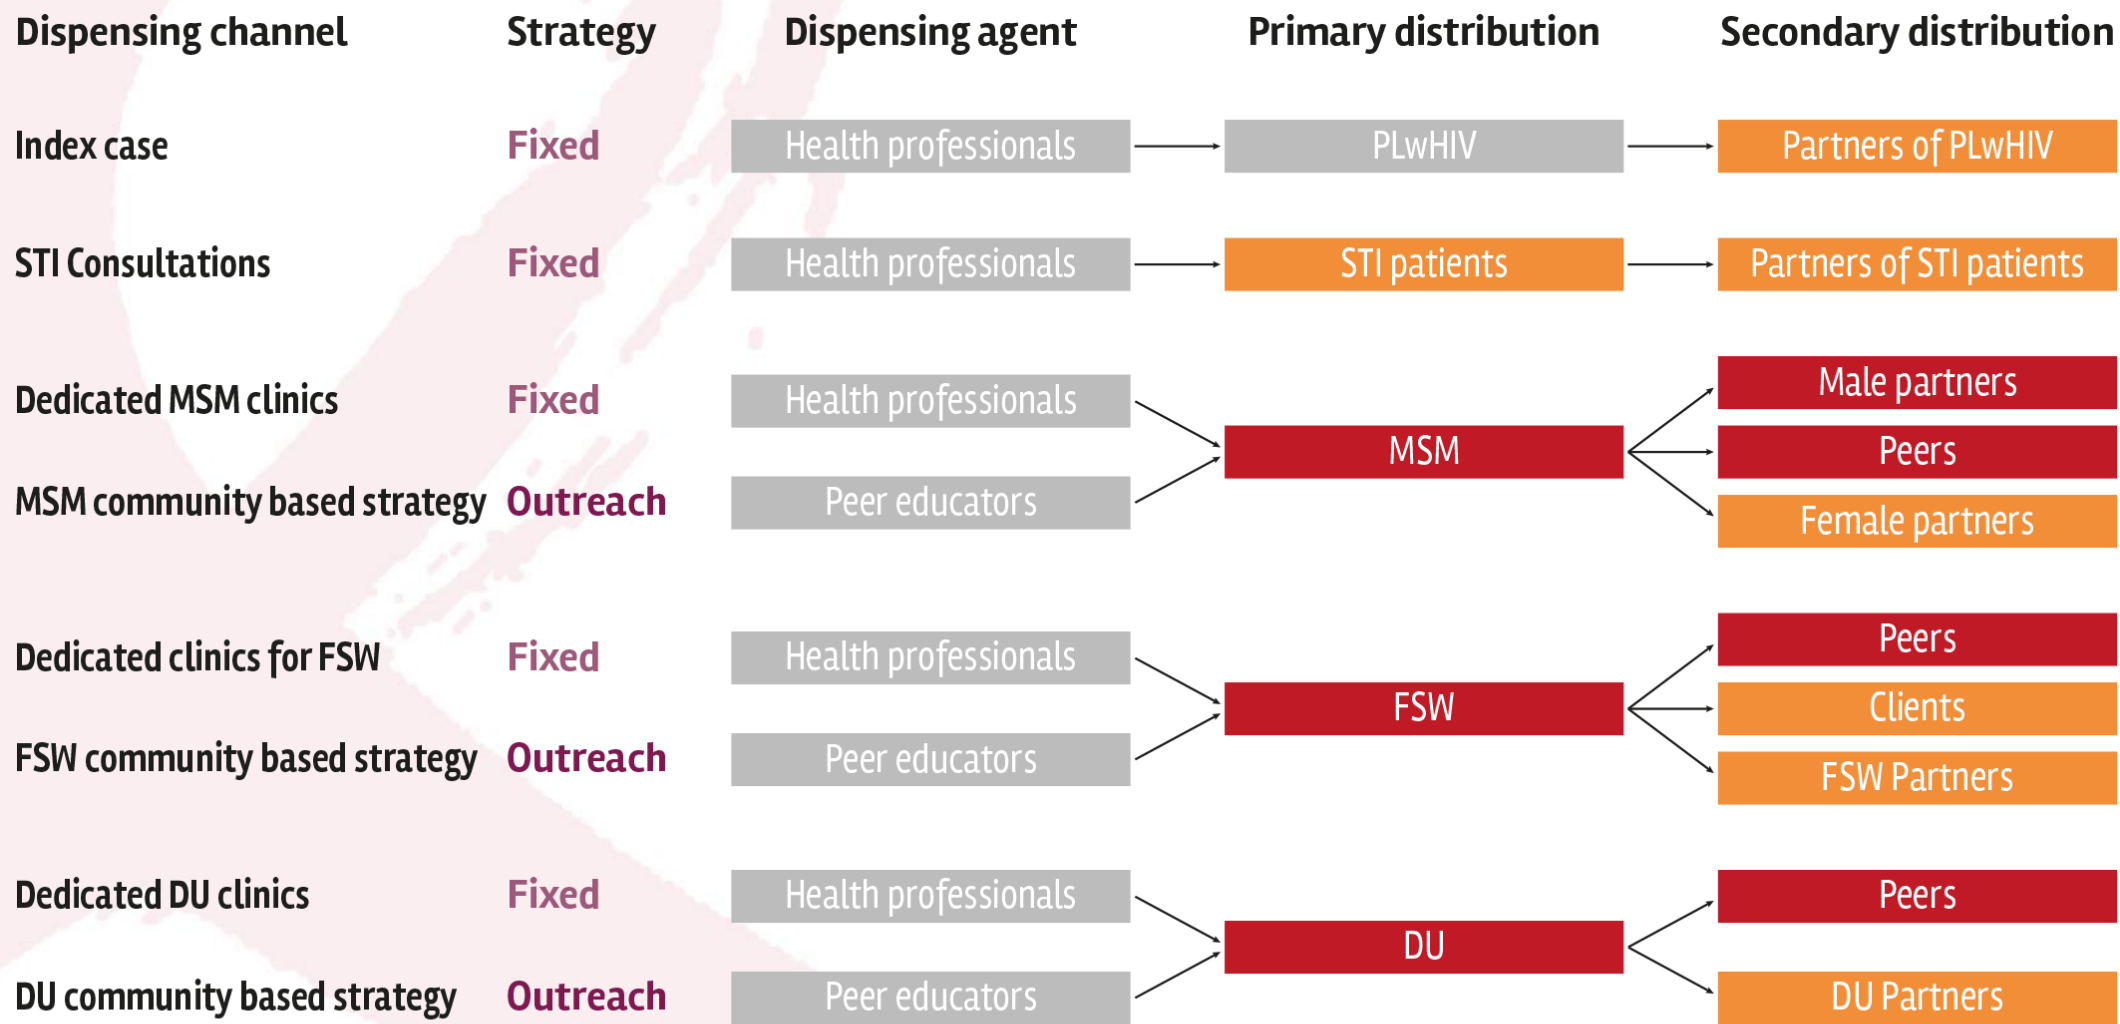 Dispensing channel Strategy Dispensing agent Primary distribution Secondary distribution
Index case Fixed Health professionals PLwHIV Partners of PLwHIV
STI Consultations Fixed Health professionals STI patients Partners of STI patients
Male partners
Dedicated MSM clinics Fixed Health professionals
MSM Peers
MSM community based strategy Outreach Peer educators
Female partners
Peers
Dedicated clinics for FSW Fixed Health professionals
FSW Clients
FSW community based strategy Outreach Peer educators
FSW Partners
Dedicated DU clinics Fixed Health professionals Peers
DU
DU community based strategy Outreach Peer educators DU Partners